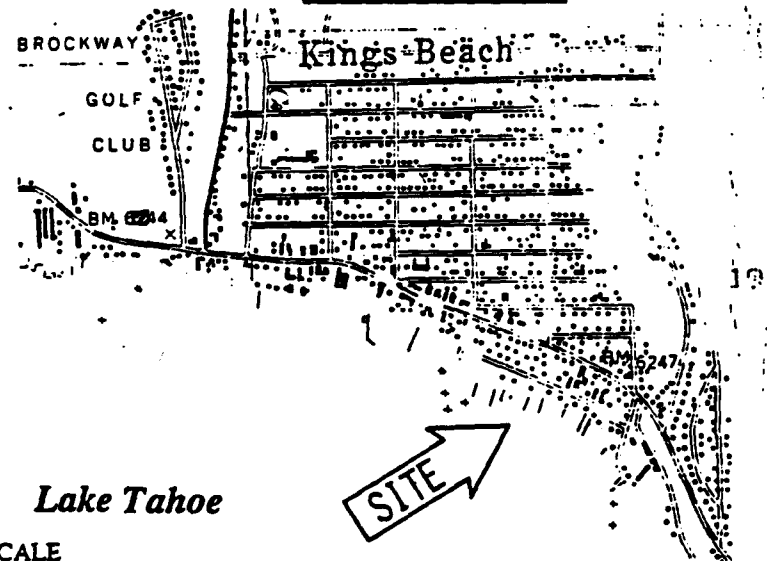 BROCKWAY
Kings Beach
GOLF
CLUB
BM 6244
BM 6247
SITE
Lake Tahoe
CALE